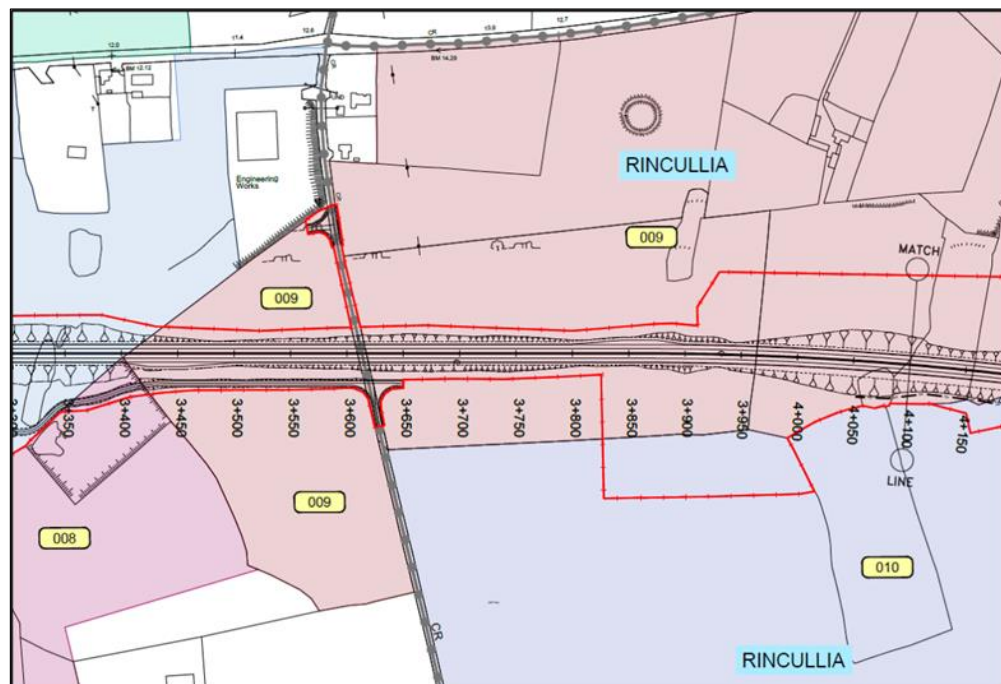 12.0
11.4
12.6
CR
13.9
12.7
BM 14.29
BM 12.12
Engineering
Works
RINCULLIA
009
MATCH
009
3+350
3+400
3+450
3+500
3+550
3+600
3+650
3+700
3+750
3+800
3+850
3+900
3+950
4+000
4+050
4+100
4+150
LINE
009
008
010
CR
RINCULLIA